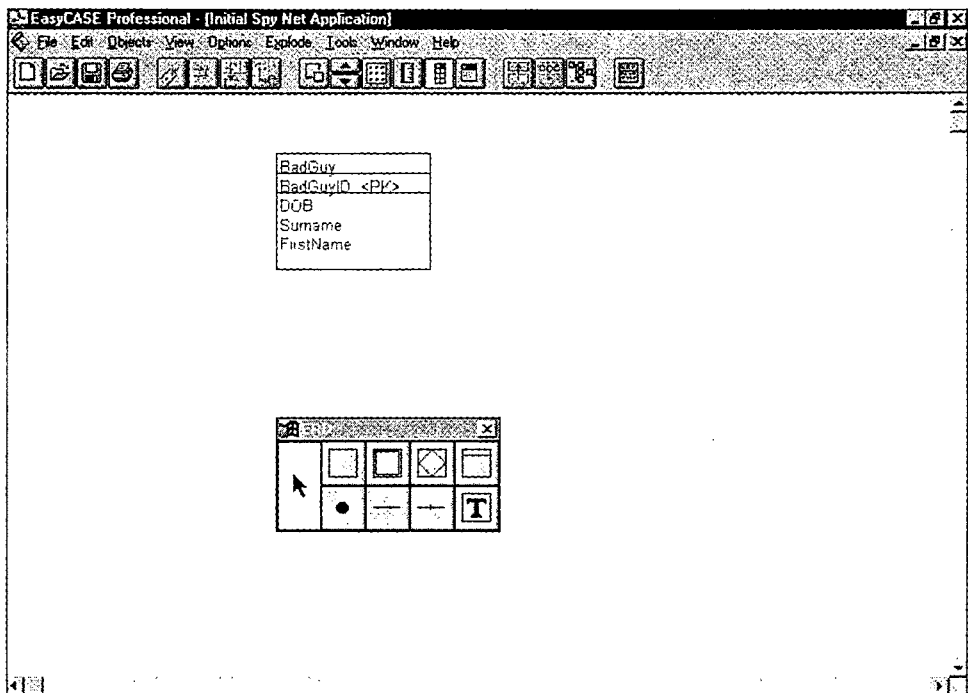 EasyCASE Professional - [Initial Spy Net Application]
File Edit Objects View Options Explode Tools Window Help
BadGuy
BadGuyID <PK>
DOB
Surname
FirstName
T